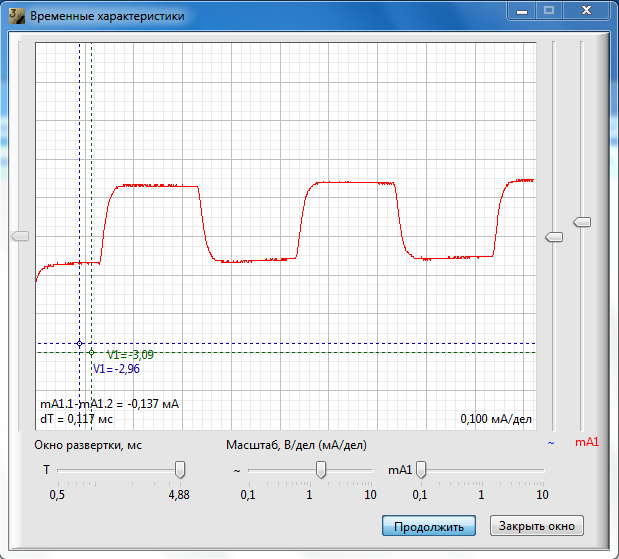 Временные характеристики
V1=-3,09
V1=-2,96
mA1.1-mA1.2 = -0,137 мА
dT = 0,117 мс
0,100 мА/дел
~
mA1
Окно развертки, мс
Масштаб, В/дел (мА/дел)
T
~
mA1
0,5
4,88
0,1
1
10
0,1
1
10
Продолжить
Закрыть окно